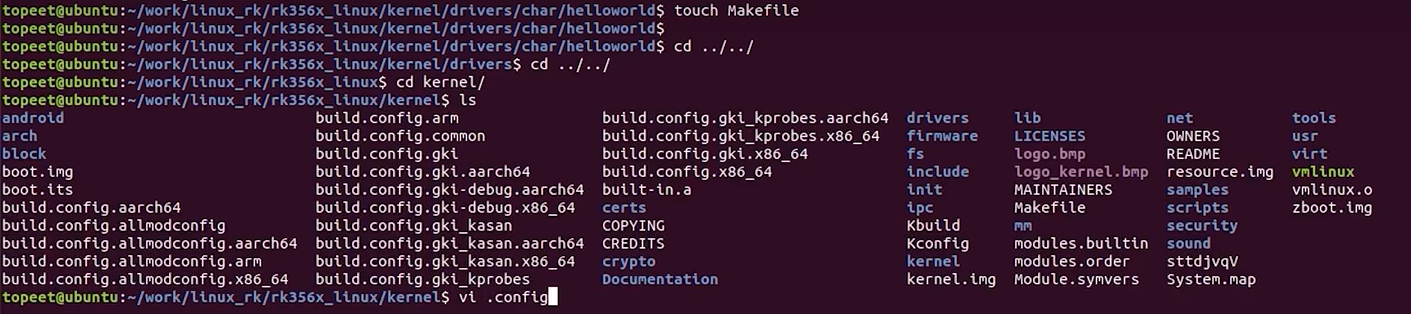 topeet@ubuntu:~/work/linux_rk/rk356x_linux/kernel/drivers/char/helloworld$ touch Makefile
topeet@ubuntu:~/work/linux_rk/rk356x_linux/kernel/drivers/char/helloworld$
topeet@ubuntu:~/work/linux_rk/rk356x_linux/kernel/drivers/char/helloworld$ cd ../../
topeet@ubuntu:~/work/linux_rk/rk356x_linux/kernel/drivers$ cd ../../
topeet@ubuntu:~/work/linux_rk/rk356x_linux$ cd kernel/
topeet@ubuntu:~/work/linux_rk/rk356x_linux/kernel$ ls
android build.config.arm build.config.gki_kprobes.aarch64 drivers lib net tools
arch build.config.common build.config.gki_kprobes.x86_64 firmware LICENSES OWNERS usr
block build.config.gki build.config.gki.x86_64 fs logo.bmp README virt
boot.img build.config.gki.aarch64 build.config.x86_64 include logo_kernel.bmp resource.img vmlinux
boot.its build.config.gki-debug.aarch64 built-in.a init MAINTAINERS samples vmlinux.o
build.config.aarch64 build.config.gki-debug.x86_64 certs ipc Makefile scripts zboot.img
build.config.allmodconfig build.config.gki_kasan COPYING Kbuild mm security
build.config.allmodconfig.aarch64 build.config.gki_kasan.aarch64 CREDITS Kconfig modules.builtin sound
build.config.allmodconfig.arm build.config.gki_kasan.x86_64 crypto kernel modules.order sttdjvqV
build.config.allmodconfig.x86_64 build.config.gki_kprobes Documentation kernel.img Module.symvers System.map
topeet@ubuntu:~/work/linux_rk/rk356x_linux/kernel$ vi .config